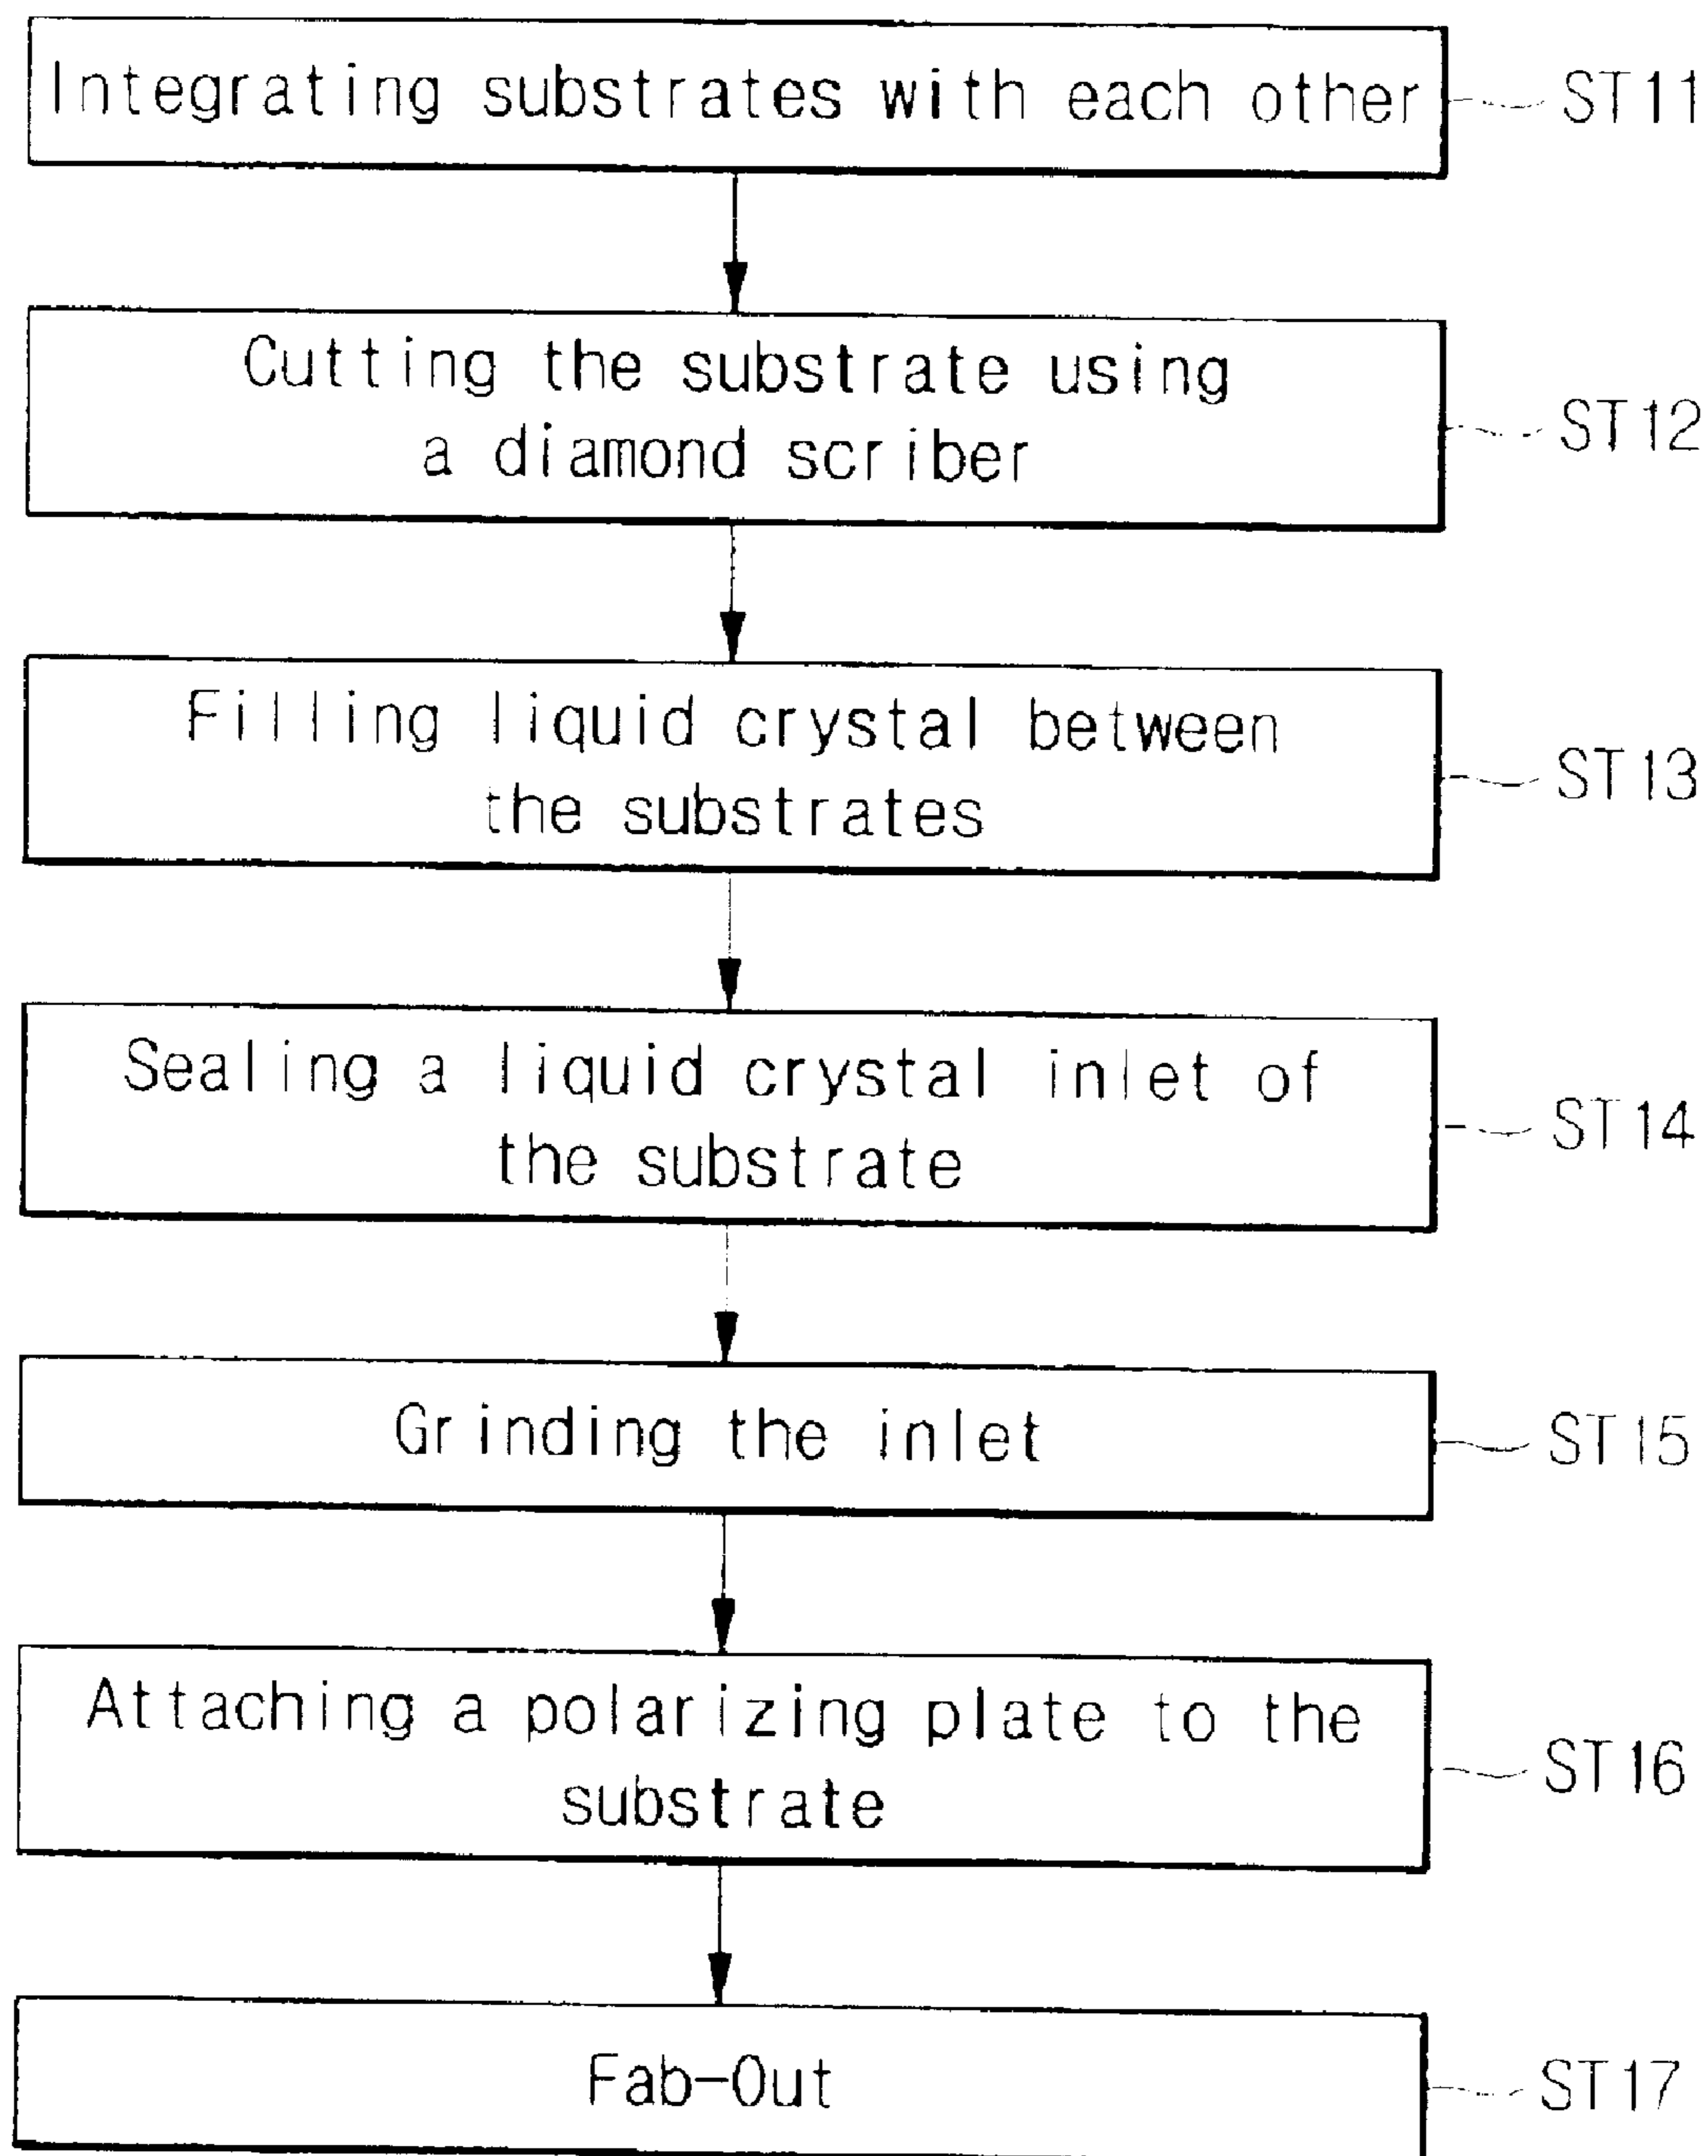 Integrating substrates with each other
ST11
Cutting the substrate using
a diamond scriber
ST12
Filling liquid crystal between
the substrates
ST13
Sealing a liquid crystal inlet of
the substrate
ST14
Grinding the inlet
ST15
Attaching a polarizing plate to the
substrate
ST16
Fab-Out
ST17